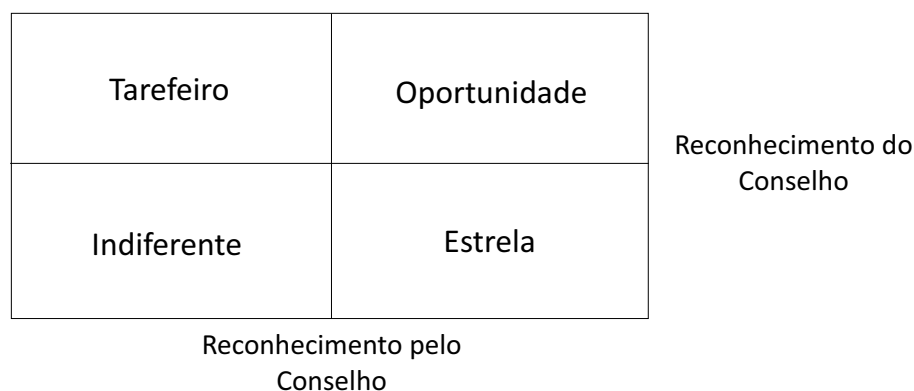 Tarefeiro
Oportunidade
Reconhecimento do
Conselho
Indiferente
Estrela
Reconhecimento pelo
Conselho